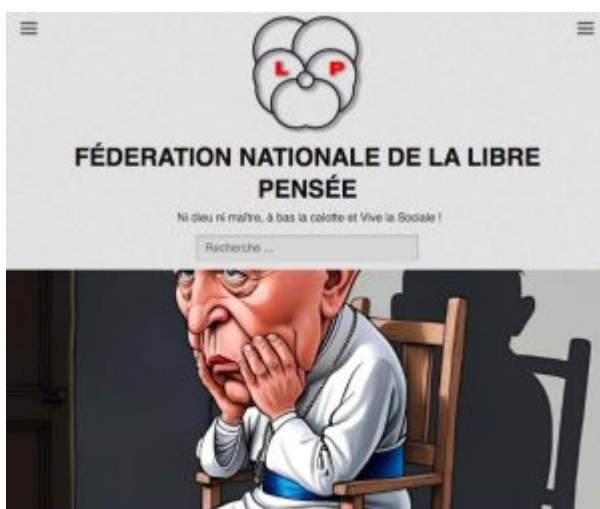 L P
FÉDERATION NATIONALE DE LA LIBRE
PENSÉE
Ni dieu ni maître, à bas la calotte et Vive la Sociale !
Recherche ...